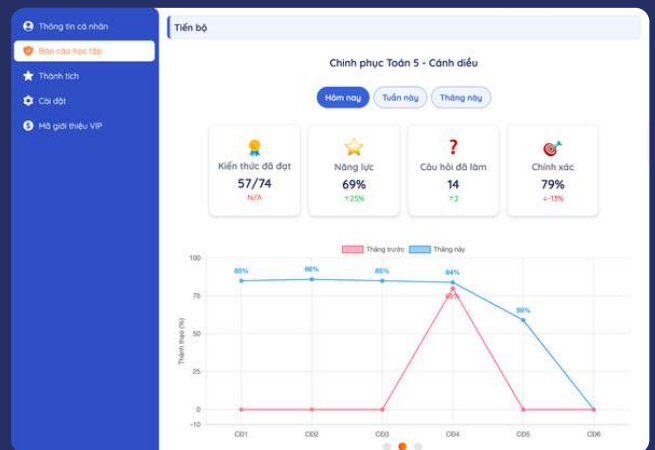 Thông tin cá nhân
Báo cáo học tập
Thành tích
Cài đặt
Mã giới thiệu VIP
Tiến bộ
Chinh phục Toán 5 - Cánh diều
Hôm nay Tuần này Tháng này
Kiến thức đã đạt
57/74
N/A
Năng lực
69%
↑25%
Câu hỏi đã làm
14
↑2
Chính xác
79%
↓-13%
Tháng trước Tháng này
Thành thạo (%)
100
75
50
25
0
-10
85% 86% 85% 84% 59%
CĐ1 CĐ2 CĐ3 CĐ4 CĐ5 CĐ6